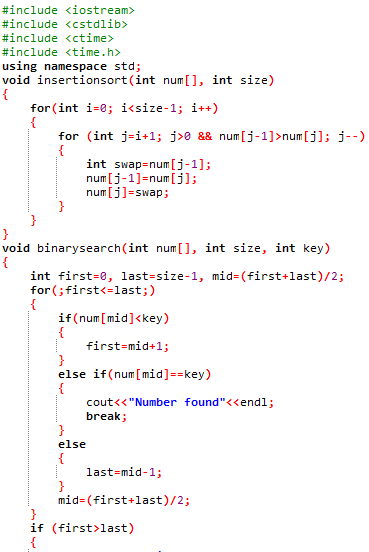 #include <iostream>
#include <cstdlib>
#include <ctime>
#include <time.h>
using namespace std;
void insertionsort(int num[], int size)
{
    for(int i=0; i<size-1; i++)
    {
        for (int j=i+1; j>0 && num[j-1]>num[j]; j--)
        {
            int swap=num[j-1];
            num[j-1]=num[j];
            num[j]=swap;
        }
    }
}
void binarysearch(int num[], int size, int key)
{
    int first=0, last=size-1, mid=(first+last)/2;
    for(;first<=last;)
    {
        if(num[mid]<key)
        {
            first=mid+1;
        }
        else if(num[mid]==key)
        {
            cout<<"Number found"<<endl;
            break;
        }
        else
        {
            last=mid-1;
        }
        mid=(first+last)/2;
    }
    if (first>last)
    {